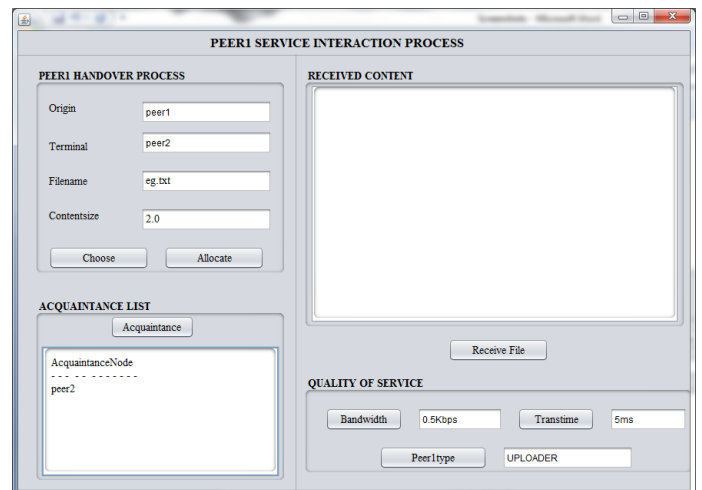 PEER1 SERVICE INTERACTION PROCESS
PEER1 HANDOVER PROCESS
Origin peer1
Terminal peer2
Filename eg.txt
Contentsize 2.0
Choose Allocate
ACQUAINTANCE LIST
Acquaintance
AcquaintanceNode
--- -- -------
peer2
RECEIVED CONTENT
Receive File
QUALITY OF SERVICE
Bandwidth 0.5Kbps Transtime 5ms
Peer1type UPLOADER